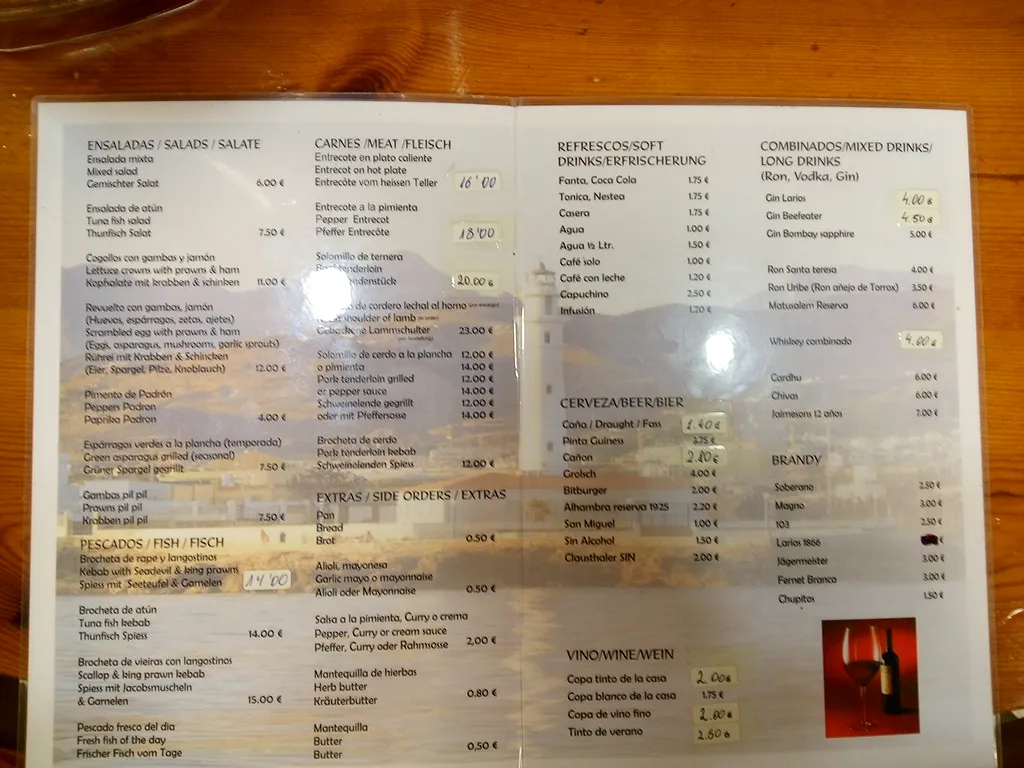 ENSALADAS / SALADS / SALATE
Ensalada mixta
Mixed salad
Gemischter Salat 6.00 €
Ensalada de atún
Tuna fish salad
Thunfisch Salat 7.50 €
Cogollos con gambas y jamón
Lettuce crowns with prawns & ham
Kopfsalate mit krabben & schinken 11.00 €
Revuelto con gambas, jamón
(Huevos, espárragos, zetas, ajetes)
Scrambled egg with prawns & ham
(Eggs, asparagus, mushrooms, garlic sprouts)
Rührei mit Krabben & Schincken
(Eier, Spargel, Pilze, Knoblauch) 12.00 €
Pimento de Padrón
Peppers Padron
Paprika Padron 4.00 €
Espárragos verdes a la plancha (temporada)
Green asparagus grilled (seasonal)
Grüner Spargel gegrillt 7.50 €
Gambas pil pil
Prawns pil pil
Krabben pil pil 7.50 €
PESCADOS / FISH / FISCH
Brocheta de rape y langostinos
Kebab with Seadevil & king prawns
Spiess mit Seeteufel & Garnelen 14'00
Brocheta de atún
Tuna fish kebab
Thunfisch Spiess 14.00 €
Brocheta de vieiras con langostinos
Scallop & king prawn kebab
Spiess mit Jacobsmuscheln
& Garnelen 15.00 €
Pescado fresco del dia
Fresh fish of the day
Frischer Fisch vom Tage
CARNES /MEAT /FLEISCH
Entrecote en plato caliente
Entrecot on hot plate
Entrecôte vom heissen Teller 16'00
Entrecote a la pimienta
Pepper Entrecot
Pfeffer Entrecôte 18'00
Solomillo de ternera
tenderloin
20.00 €
de cordero lechal al horno
shoulder of lamb
Gebackene Lammschulter 23.00 €
Solomillo de cerdo a la plancha 12.00 €
o pimienta 14.00 €
Pork tenderloin grilled 12.00 €
or pepper sauce 14.00 €
Schweinelende gegrillt 12.00 €
oder mit Pfeffersosse 14.00 €
Brocheta de cerdo
Pork tenderloin kebab
Schweinelenden Spiess 12.00 €
EXTRAS / SIDE ORDERS / EXTRAS
Pan
Bread
Brot 0.50 €
Alioli, mayonesa
Garlic mayo o mayonnaise
Alioli oder Mayonnaise 0.50 €
Salsa a la pimienta, Curry o crema
Pepper, Curry or cream sauce
Pfeffer, Curry oder Rahmsosse 2,00 €
Mantequilla de hierbas
Herb butter
Kräuterbutter 0.80 €
Mantequilla
Butter
Butter 0,50 €
REFRESCOS/SOFT
DRINKS/ERFRISCHERUNG
Fanta, Coca Cola 1.75 €
Tonica, Nestea 1.75 €
Casera 1.75 €
Agua 1.00 €
Agua ½ Ltr. 1.50 €
Café solo 1.00 €
Café con leche 1.20 €
Capuchino 2.50 €
Infusión 1.20 €
CERVEZA/BEER/BIER
Caña / Draught / Fass 1.40 €
Pinta Guiness 3.75 €
Cañon 2.80 €
Grolsch 4.00 €
Bitburger 2.00 €
Alhambra reserva 1925 2.20 €
San Miguel 1.00 €
Sin Alcohol 1.50 €
Clausthaler SIN 2.00 €
VINO/WINE/WEIN
Copa tinto de la casa 2.00 €
Copa blanco de la casa 1.75 €
Copa de vino fino 2.00 €
Tinto de verano 2.50 €
COMBINADOS/MIXED DRINKS/
LONG DRINKS
(Ron, Vodka, Gin)
Gin Larios 4.00 €
Gin Beefeater 4.50 €
Gin Bombay sapphire 5.00 €
Ron Santa teresa 4.00 €
Ron Uribe (Ron añejo de Torrox) 3.50 €
Matusalem Reserva 6.00 €
Whiskey combinado 4.00 €
Cardhu 6.00 €
Chivas 6.00 €
Jaimesons 12 años 7.00 €
BRANDY
Soberano 2.50 €
Magno 3.00 €
103 2.50 €
Larios 1866 €
Jägermeister 3.00 €
Fernet Branca 3.00 €
Chupitos 1.50 €